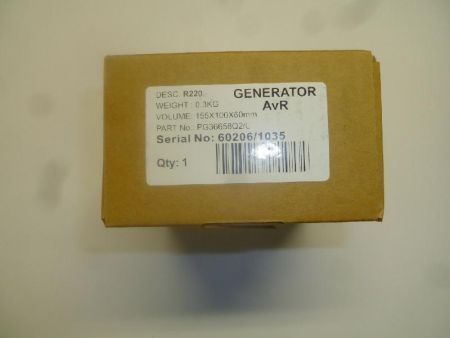 DESC. R220. GENERATOR
WEIGHT : 0.3KG AvR
VOLUME: 155X100X60mm
PART No.: PG36658Q2/L
Serial No: 60206/1035
Qty: 1